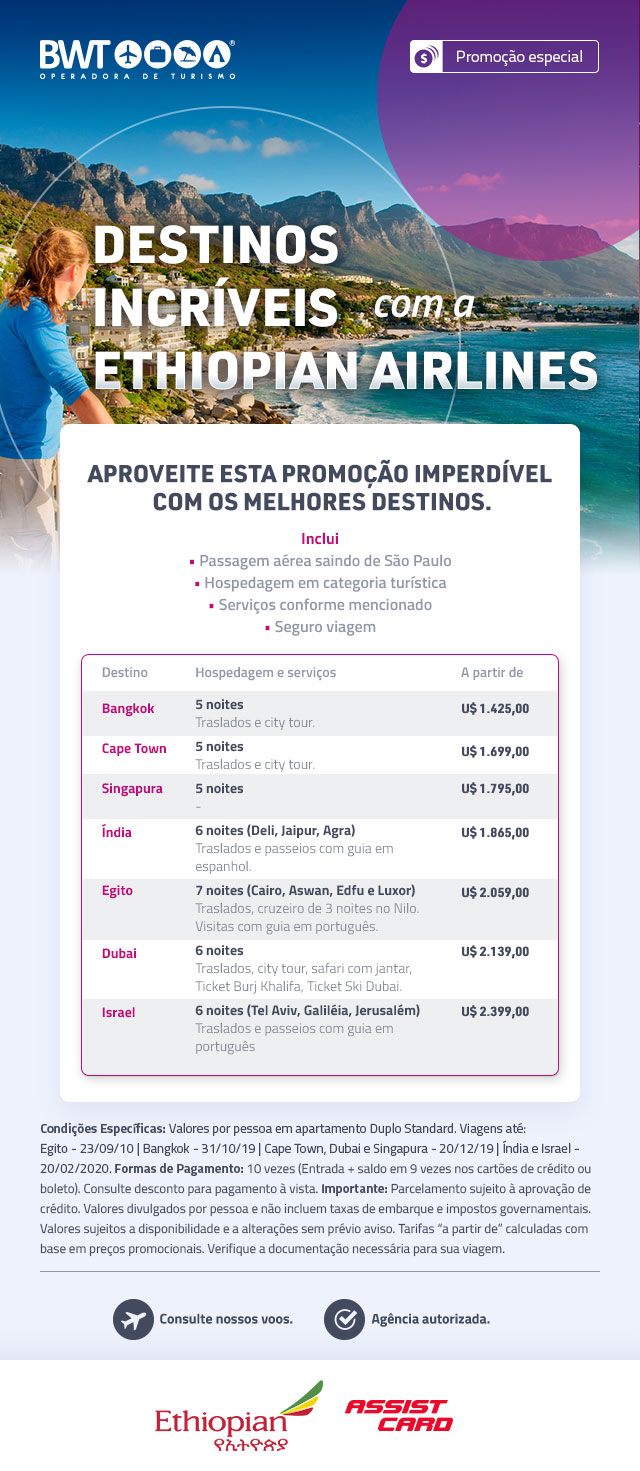 BWT®
OPERADORA DE TURISMO
Promoção especial
DESTINOS
INCRÍVEIS com a
ETHIOPIAN AIRLINES
APROVEITE ESTA PROMOÇÃO IMPERDÍVEL
COM OS MELHORES DESTINOS.
Inclui
▪ Passagem aérea saindo de São Paulo
▪ Hospedagem em categoria turística
▪ Serviços conforme mencionado
▪ Seguro viagem
Destino Hospedagem e serviços A partir de
Bangkok 5 noites U$ 1.425,00
Traslados e city tour.
Cape Town 5 noites U$ 1.699,00
Traslados e city tour.
Singapura 5 noites U$ 1.795,00
-
Índia 6 noites (Deli, Jaipur, Agra) U$ 1.865,00
Traslados e passeios com guia em
espanhol.
Egito 7 noites (Cairo, Aswan, Edfu e Luxor) U$ 2.059,00
Traslados, cruzeiro de 3 noites no Nilo.
Visitas com guia em português.
Dubai 6 noites U$ 2.139,00
Traslados, city tour, safari com jantar,
Ticket Burj Khalifa, Ticket Ski Dubai.
Israel 6 noites (Tel Aviv, Galiléia, Jerusalém) U$ 2.399,00
Traslados e passeios com guia em
português
Condições Específicas: Valores por pessoa em apartamento Duplo Standard. Viagens até:
Egito - 23/09/10 | Bangkok - 31/10/19 | Cape Town, Dubai e Singapura - 20/12/19 | Índia e Israel -
20/02/2020. Formas de Pagamento: 10 vezes (Entrada + saldo em 9 vezes nos cartões de crédito ou
boleto). Consulte desconto para pagamento à vista. Importante: Parcelamento sujeito à aprovação de
crédito. Valores divulgados por pessoa e não incluem taxas de embarque e impostos governamentais.
Valores sujeitos a disponibilidade e a alterações sem prévio aviso. Tarifas “a partir de” calculadas com
base em preços promocionais. Verifique a documentação necessária para sua viagem.
Consulte nossos voos. Agência autorizada.
Ethiopian ASSIST
CARD
የኢትዮጵያ